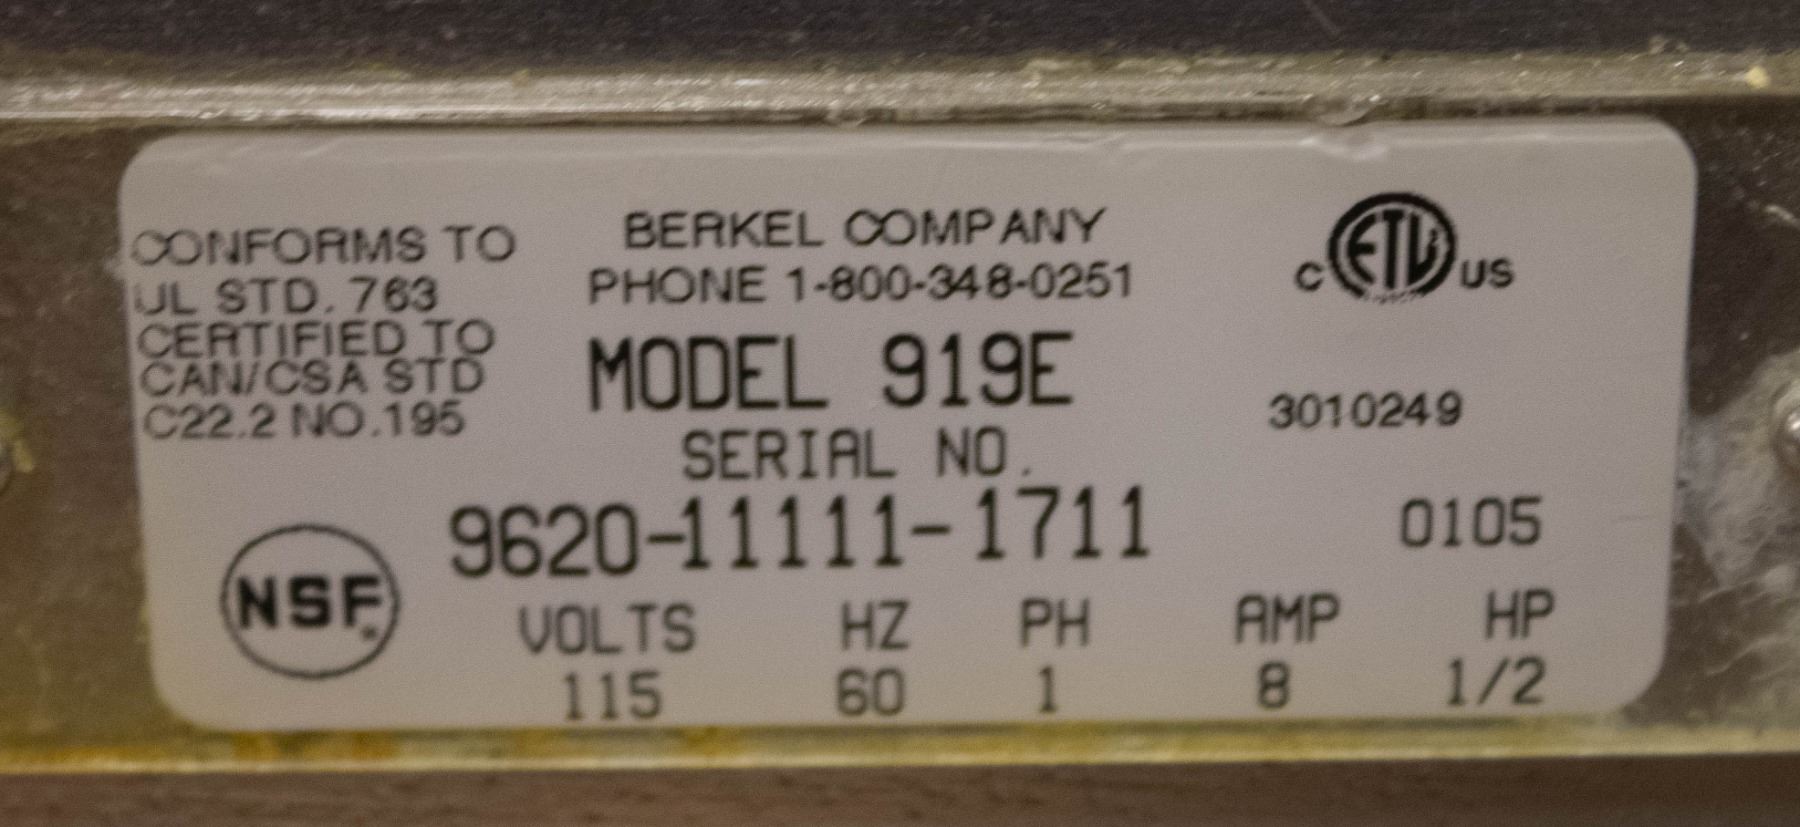 CONFORMS TO
UL STD. 763
CERTIFIED TO
CAN/CSA STD
C22.2 NO.195
BERKEL COMPANY
PHONE 1-800-348-0251
MODEL 919E
SERIAL NO.
9620-11111-1711
C ETL US
3010249
0105
NSF
VOLTS HZ PH AMP HP
115 60 1 8 1/2